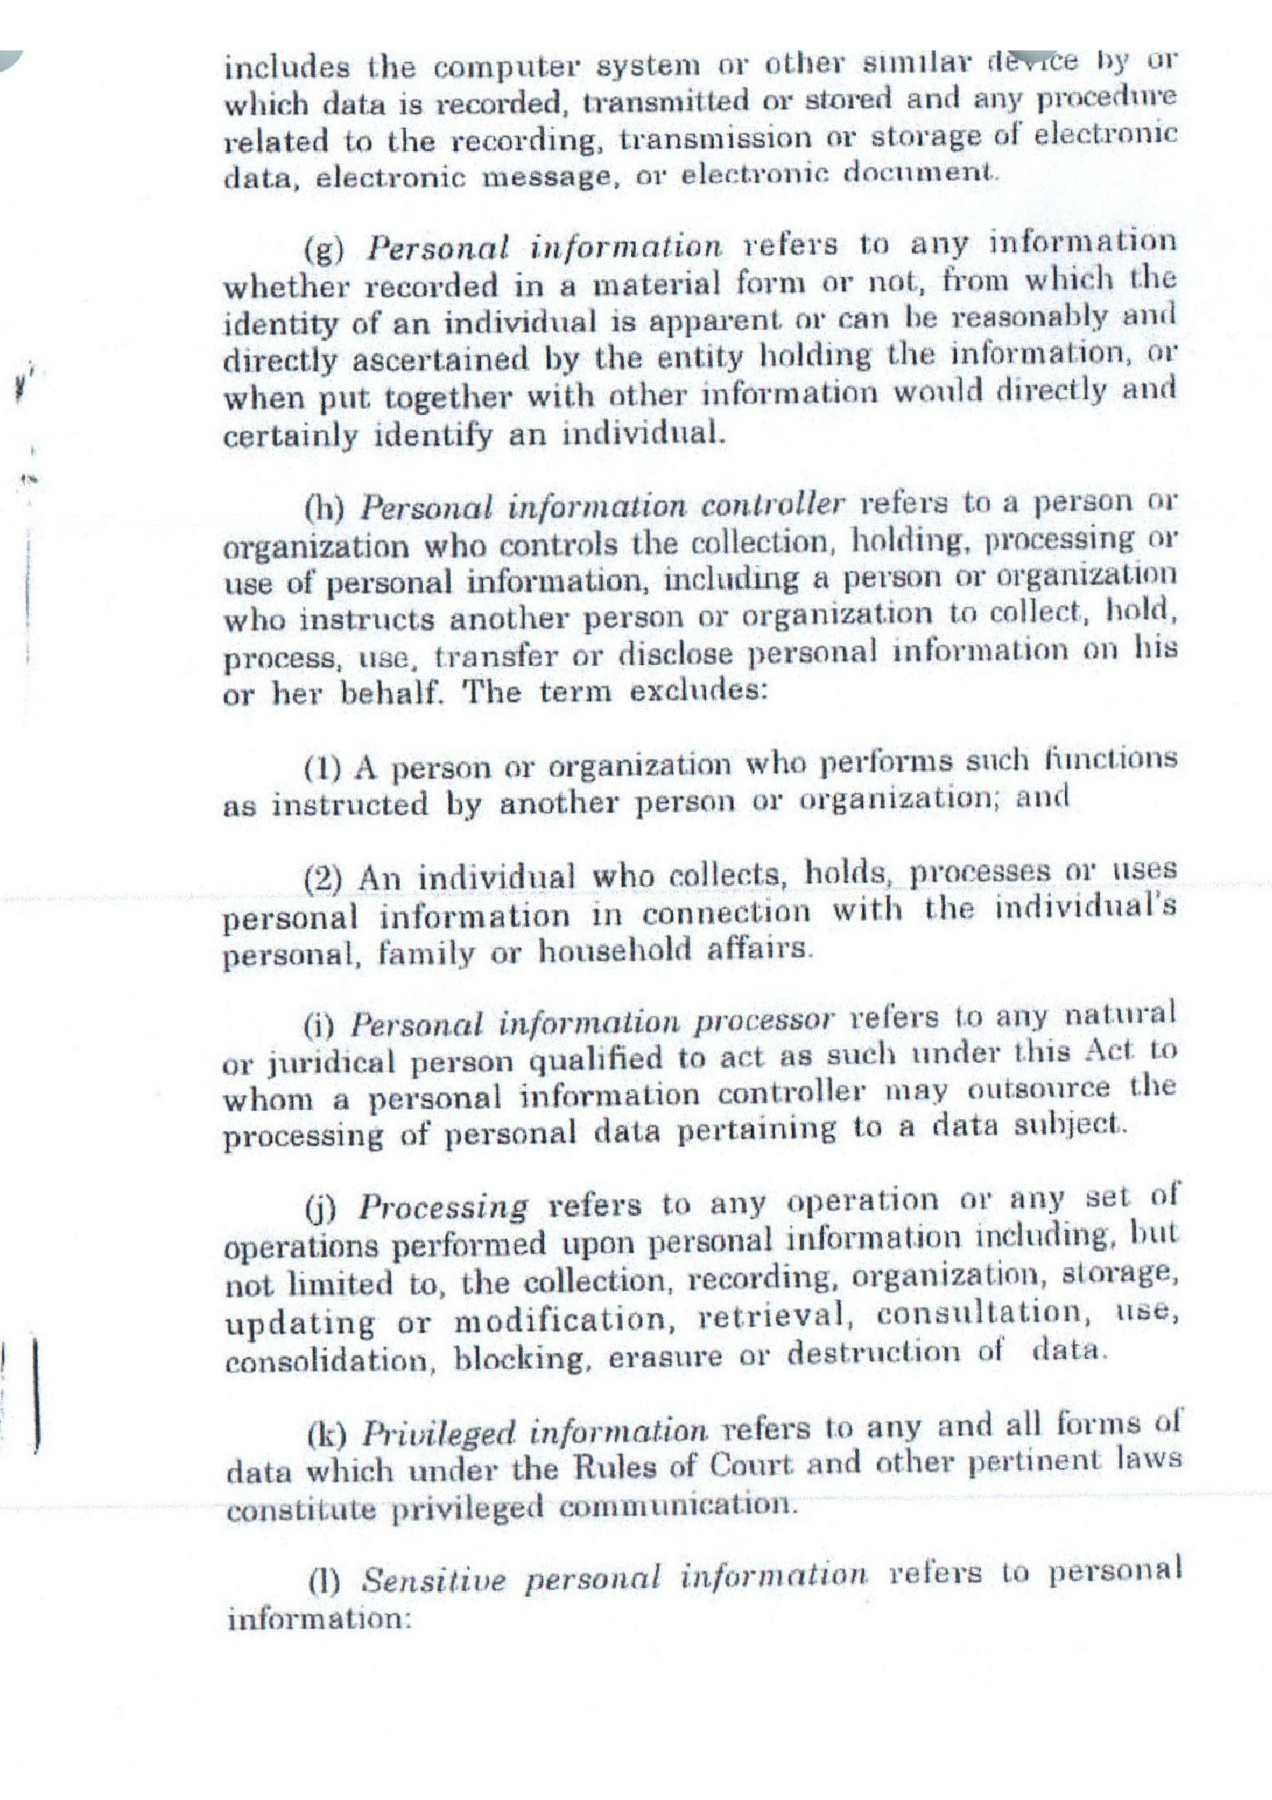 includes the computer system or other similar device by or
which data is recorded, transmitted or stored and any procedure
related to the recording, transmission or storage of electronic
data, electronic message, or electronic document.
(g) Personal information refers to any information
whether recorded in a material form or not, from which the
identity of an individual is apparent or can be reasonably and
directly ascertained by the entity holding the information, or
when put together with other information would directly and
certainly identify an individual.
(h) Personal information controller refers to a person or
organization who controls the collection, holding, processing or
use of personal information, including a person or organization
who instructs another person or organization to collect, hold,
process, use, transfer or disclose personal information on his
or her behalf. The term excludes:
(1) A person or organization who performs such functions
as instructed by another person or organization; and
(2) An individual who collects, holds, processes or uses
personal information in connection with the individual's
personal, family or household affairs.
(i) Personal information processor refers to any natural
or juridical person qualified to act as such under this Act to
whom a personal information controller may outsource the
processing of personal data pertaining to a data subject.
(j) Processing refers to any operation or any set of
operations performed upon personal information including, but
not limited to, the collection, recording, organization, storage,
updating or modification, retrieval, consultation, use,
consolidation, blocking, erasure or destruction of data.
(k) Privileged information refers to any and all forms of
data which under the Rules of Court and other pertinent laws
constitute privileged communication.
(l) Sensitive personal information refers to personal
information: